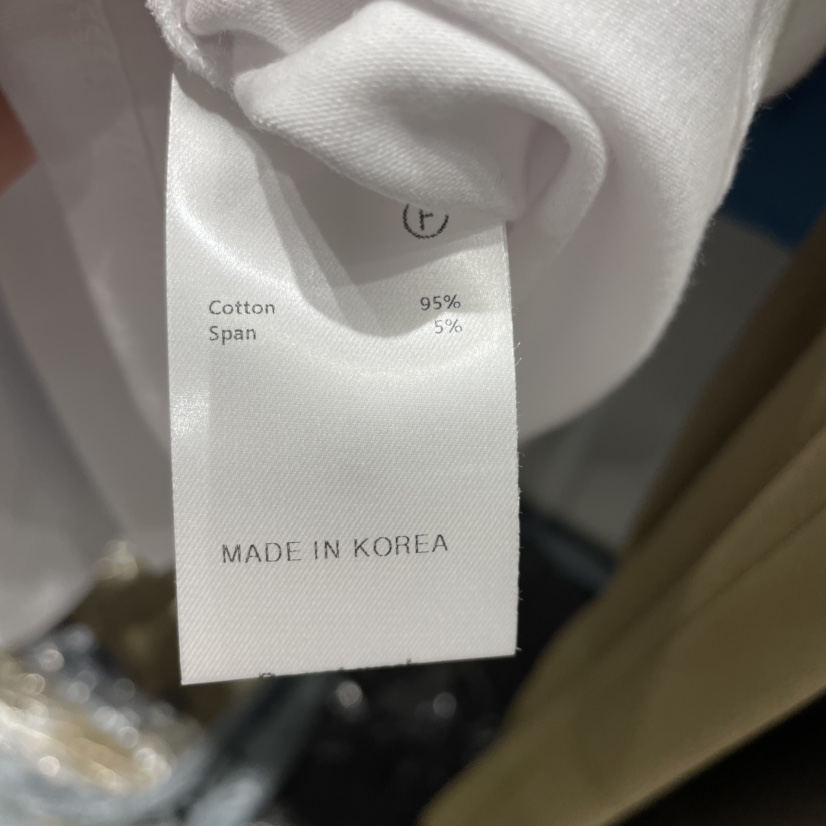 F
Cotton 95%
Span 5%
MADE IN KOREA